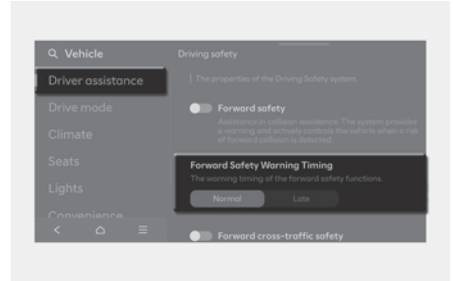 Vehicle
Driver assistance
Drive mode
Climate
Seats
Lights
Convenience
Driving safety
The properties of the Driving Safety system.
Forward safety
Assistance in collision avoidance. The system provides
a warning and actively controls the vehicle when a risk
of forward collision is detected.
Forward Safety Warning Timing
The warning timing of the forward safety functions.
Normal
Late
Forward cross-traffic safety